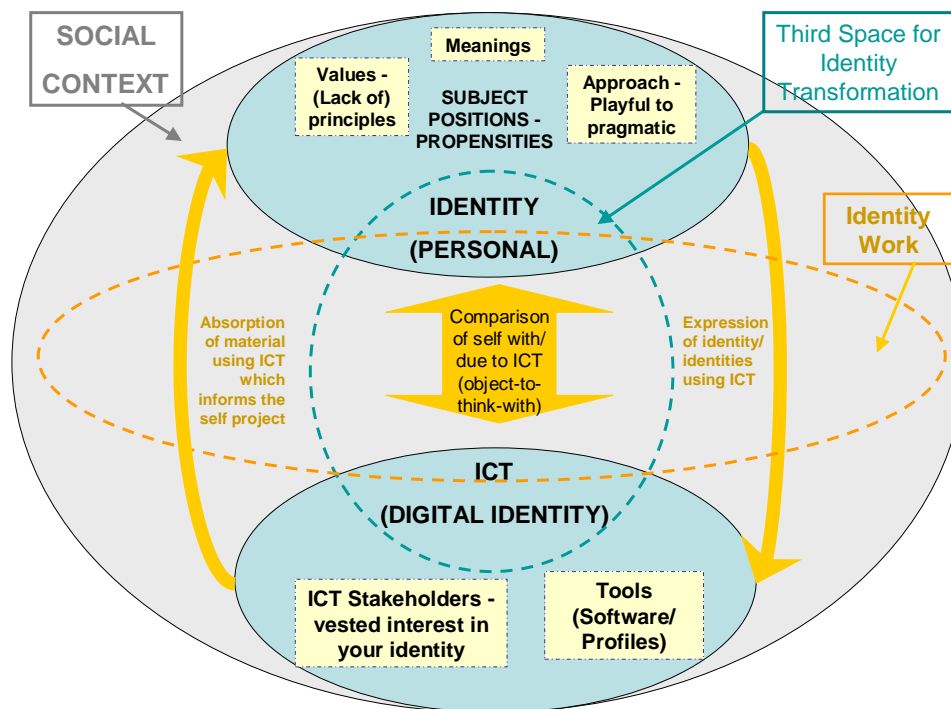 SOCIAL
CONTEXT
Meanings
Values -
(Lack of)
principles
SUBJECT
POSITIONS -
PROPENSITIES
Approach -
Playful to
pragmatic
Third Space for
Identity
Transformation
IDENTITY
(PERSONAL)
Identity
Work
Absorption
of material
using ICT
which
informs the
self project
Comparison
of self with/
due to ICT
(object-to-
think-with)
Expression
of identity/
identities
using ICT
ICT
(DIGITAL IDENTITY)
ICT Stakeholders -
vested interest in
your identity
Tools
(Software/
Profiles)